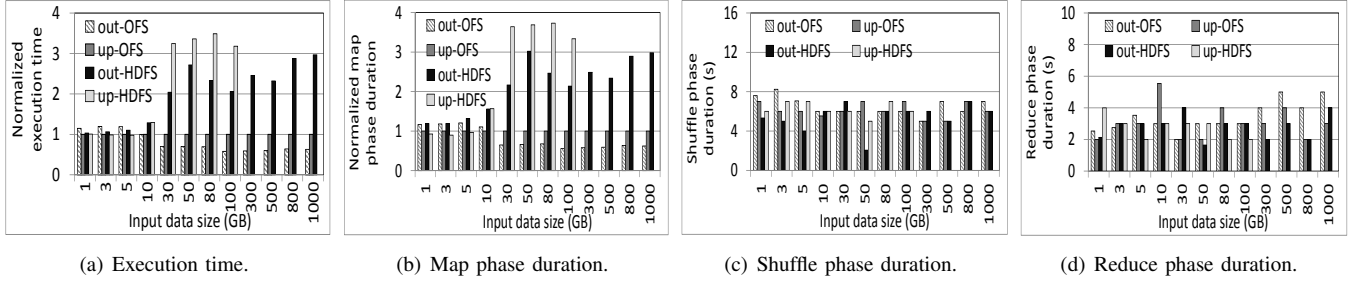 Normalized execution time
4
3
2
1
0
out-OFS
up-OFS
out-HDFS
up-HDFS
1 3 5 10 30 50 80 100 300 500 800 1000
Input data size (GB)
(a) Execution time.
Normalized map phase duration
4
3
2
1
0
out-OFS
up-OFS
out-HDFS
up-HDFS
1 3 5 10 30 50 80 100 300 500 800 1000
Input data size (GB)
(b) Map phase duration.
Shuffle phase duration (s)
16
12
8
4
0
out-OFS up-OFS
out-HDFS up-HDFS
1 3 5 10 30 50 80 100 300 500 800 1000
Input data size (GB)
(c) Shuffle phase duration.
Reduce phase duration (s)
10
8
6
4
2
0
out-OFS up-OFS
out-HDFS up-HDFS
1 3 5 10 30 50 80 100 300 500 800 1000
Input data size (GB)
(d) Reduce phase duration.